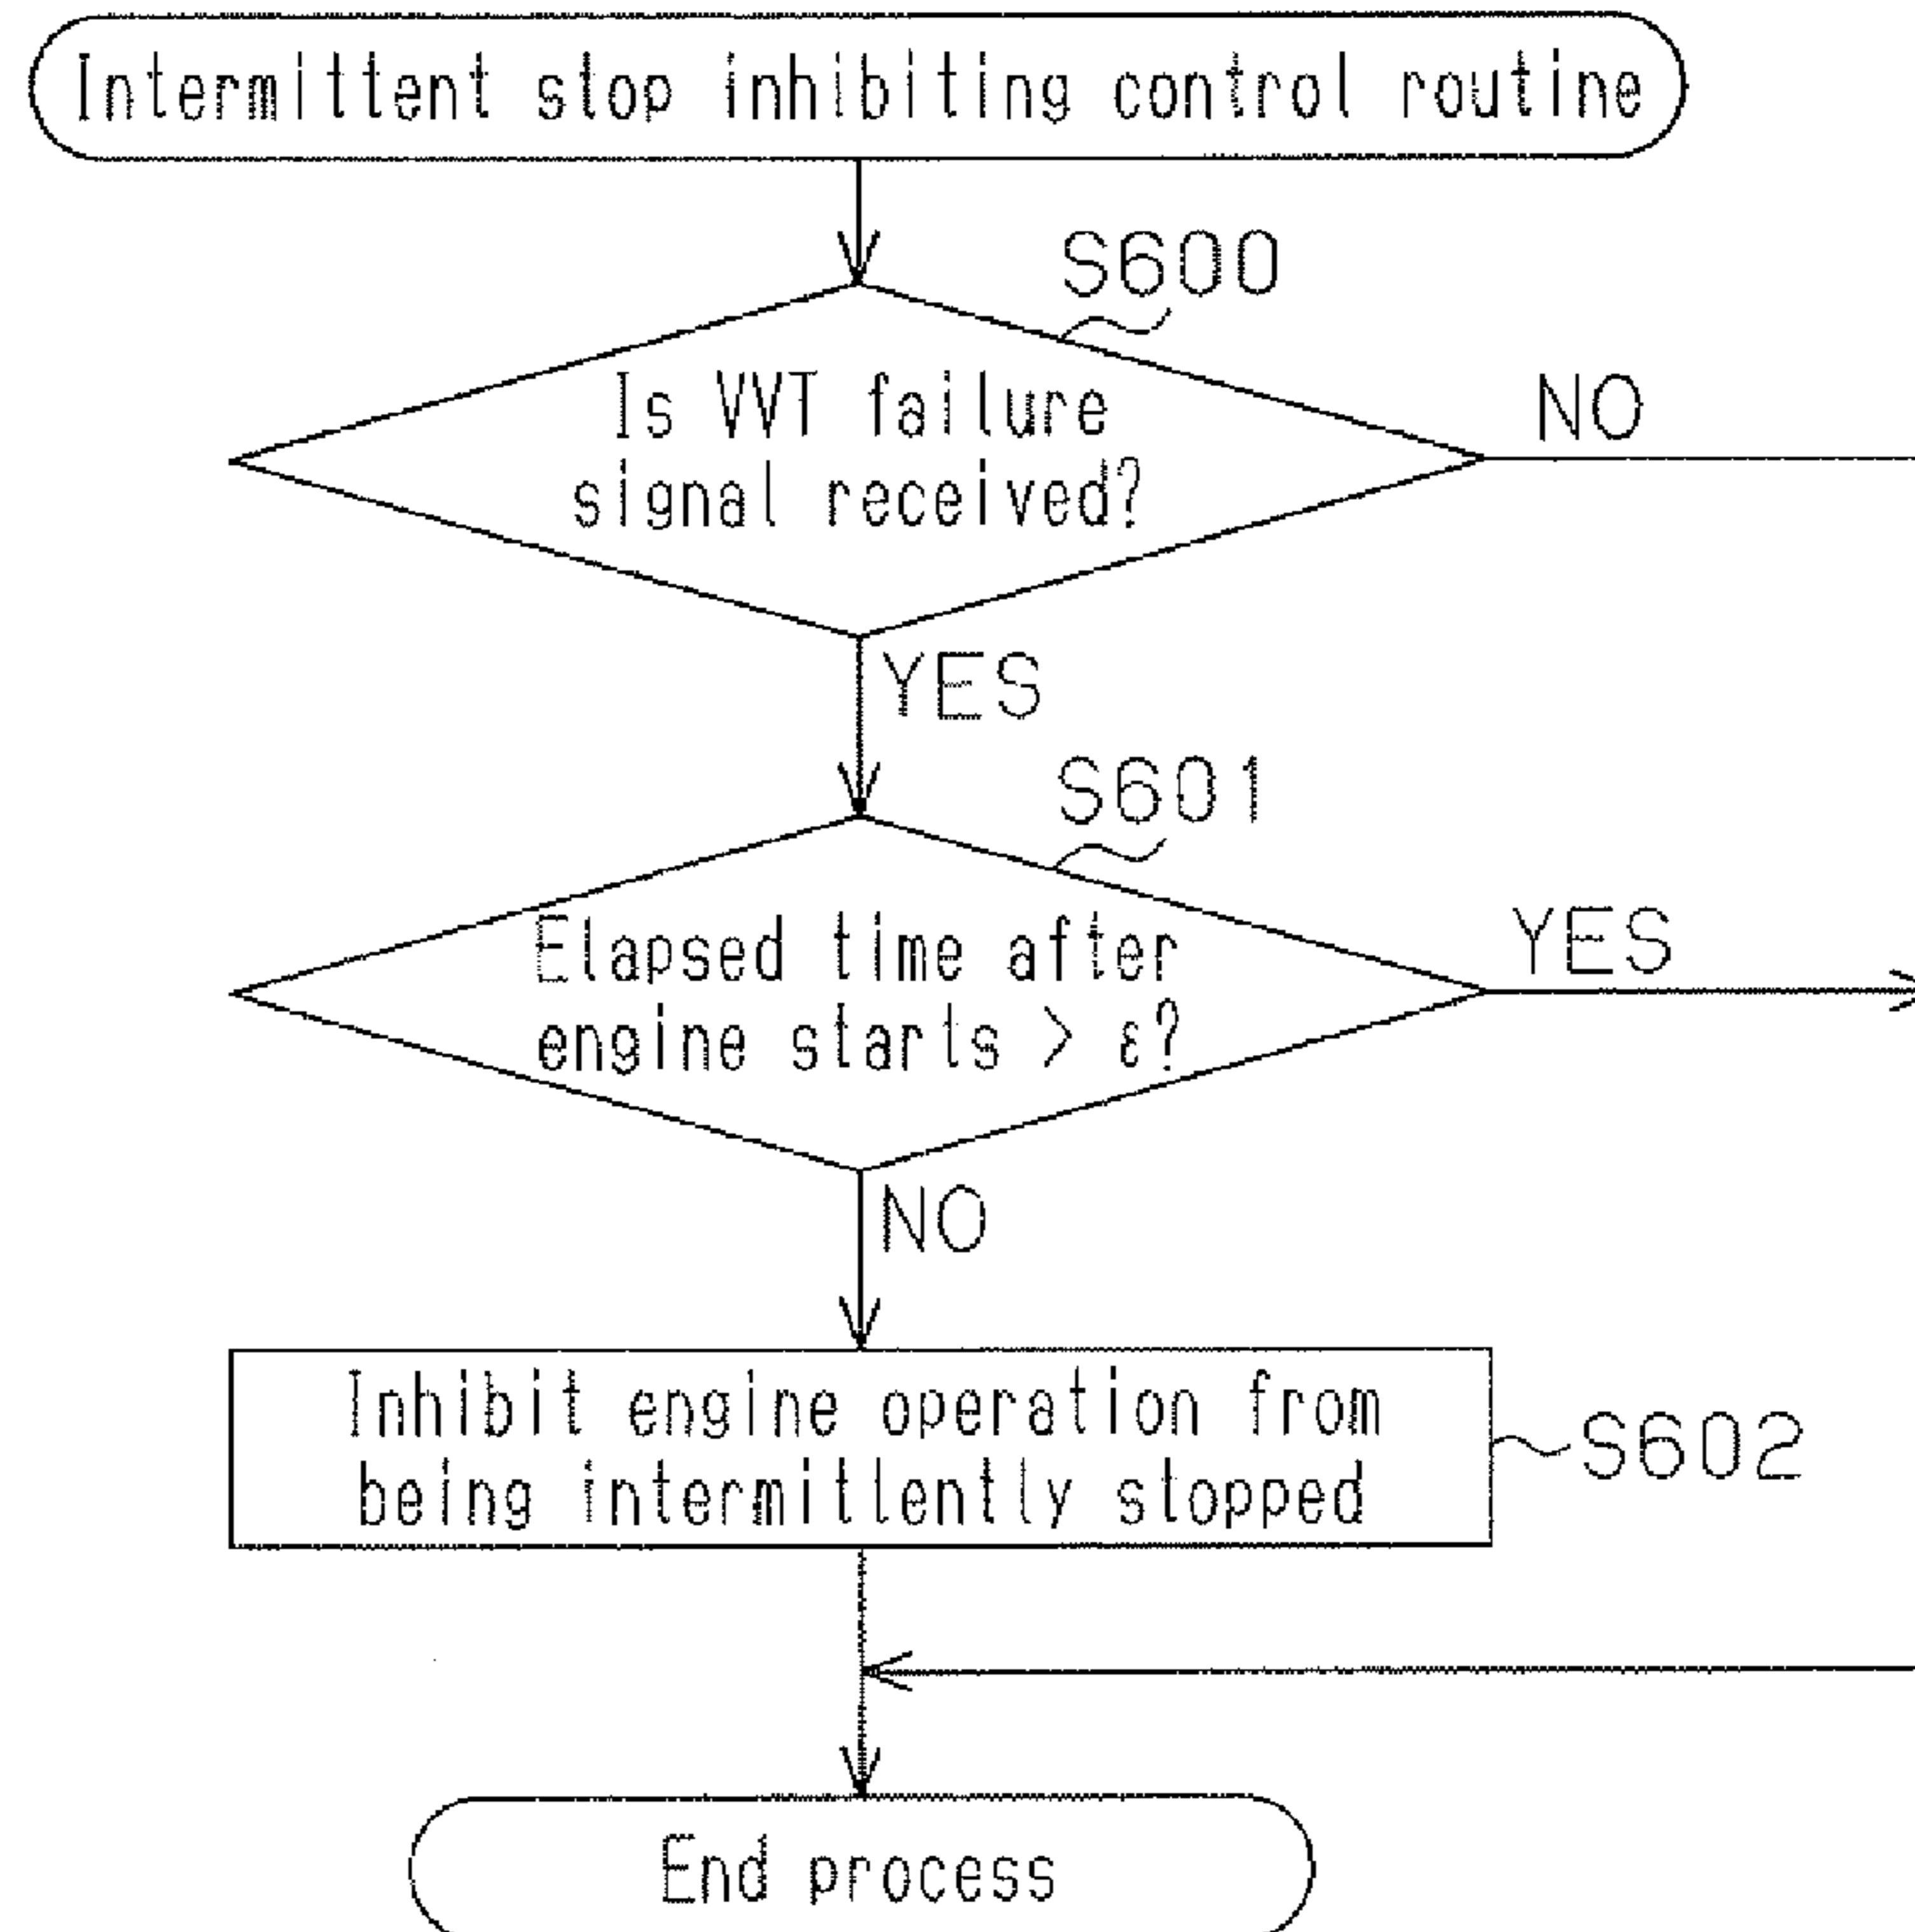 Intermittent stop inhibiting control routine
S600
Is VVT failure
signal received?
NO
YES
S601
Elapsed time after
engine starts > ε?
YES
NO
Inhibit engine operation from
being intermittently stopped
S602
End process